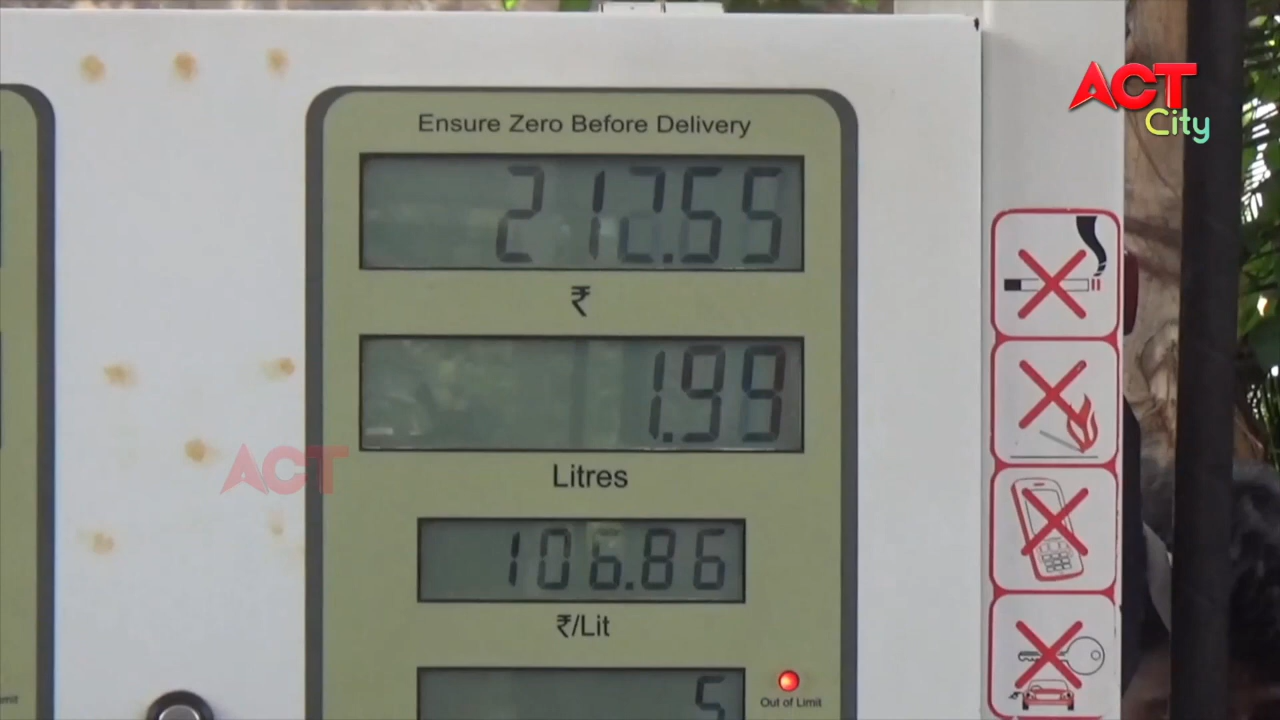 ACT
City
Ensure Zero Before Delivery
212.55
₹
1.99
ACT
Litres
106.86
₹/Lit
5
Out of Limit